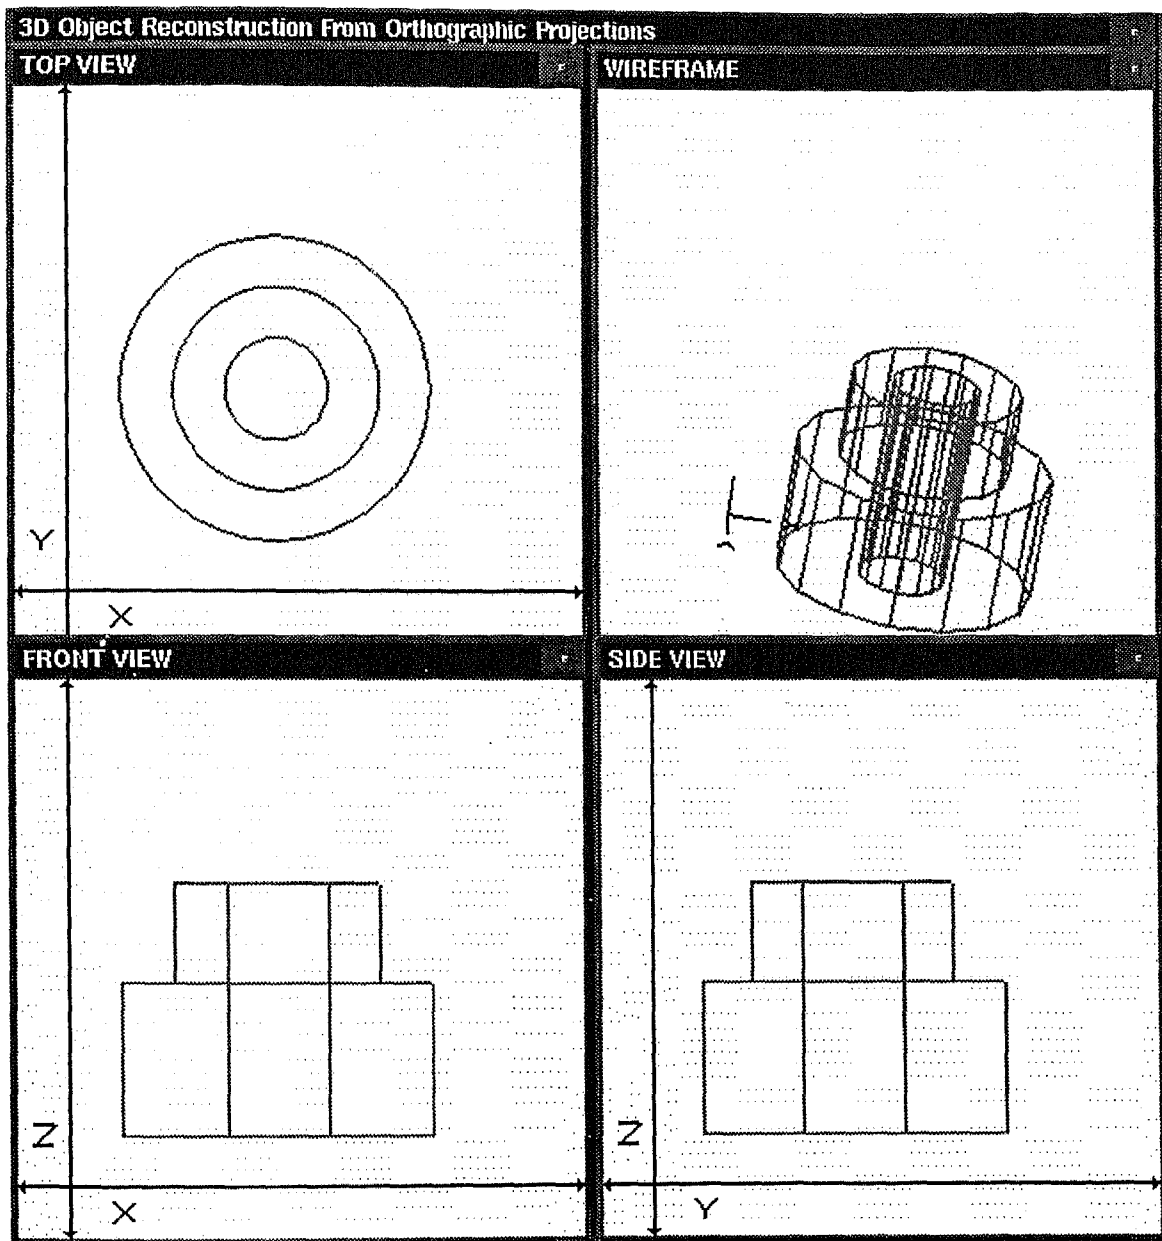 3D Object Reconstruction From Orthographic Projections
TOP VIEW
WIREFRAME
Y
X
FRONT VIEW
SIDE VIEW
Z
X
Z
Y